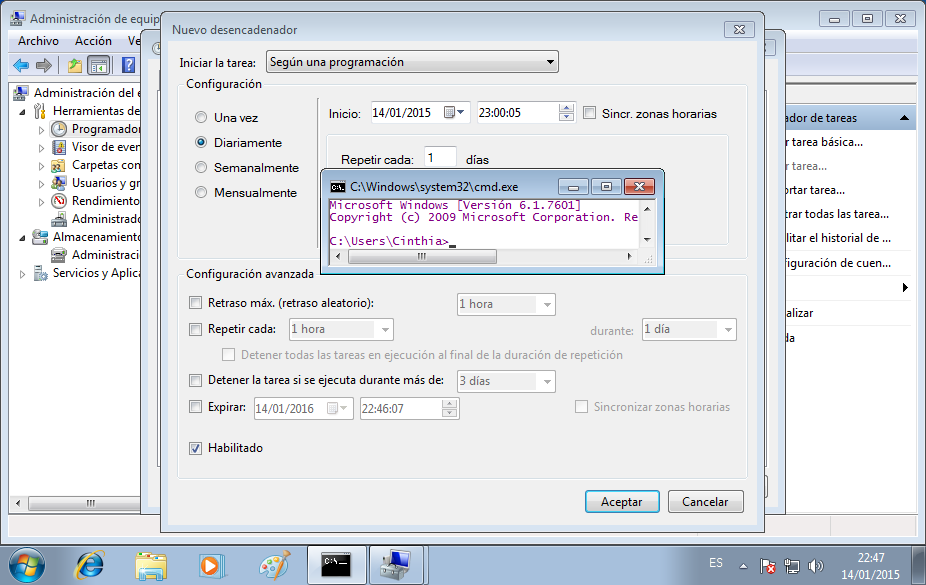 Administración de equip
Archivo Acción Ve
Administración del e
Herramientas de
Programador
Visor de even
Carpetas con
Usuarios y gr
Rendimiento
Administrado
Almacenamiento
Administraci
Servicios y Aplica
Nuevo desencadenador
Iniciar la tarea: Según una programación
Configuración
Una vez
Diariamente
Semanalmente
Mensualmente
Inicio: 14/01/2015 23:00:05 Sincr. zonas horarias
Repetir cada: 1 días
C:\Windows\system32\cmd.exe
Microsoft Windows [Versión 6.1.7601]
Copyright (c) 2009 Microsoft Corporation. Re
C:\Users\Cinthia>_
Configuración avanzada
Retraso máx. (retraso aleatorio): 1 hora
Repetir cada: 1 hora durante: 1 día
Detener todas las tareas en ejecución al final de la duración de repetición
Detener la tarea si se ejecuta durante más de: 3 días
Expirar: 14/01/2016 22:46:07 Sincronizar zonas horarias
Habilitado
Aceptar Cancelar
ador de tareas
r tarea básica...
r tarea...
ortar tarea...
trar todas las tareas...
litar el historial de ...
figuración de cuen...
alizar
da
ES
22:47
14/01/2015